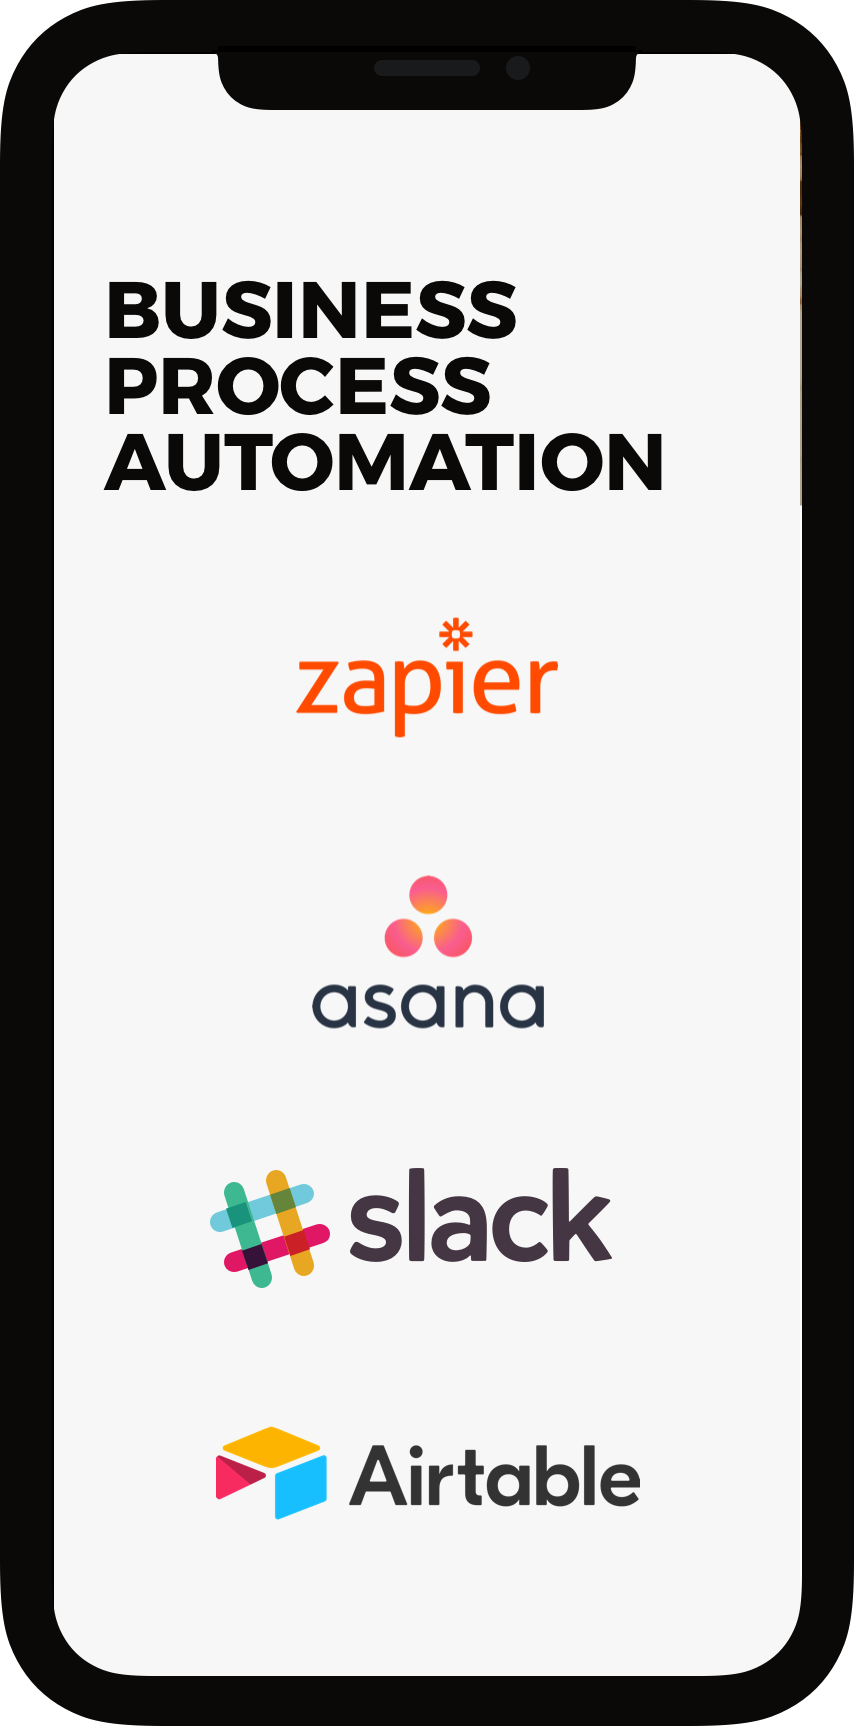 BUSINESS
PROCESS
AUTOMATION
zapier
asana
slack
Airtable